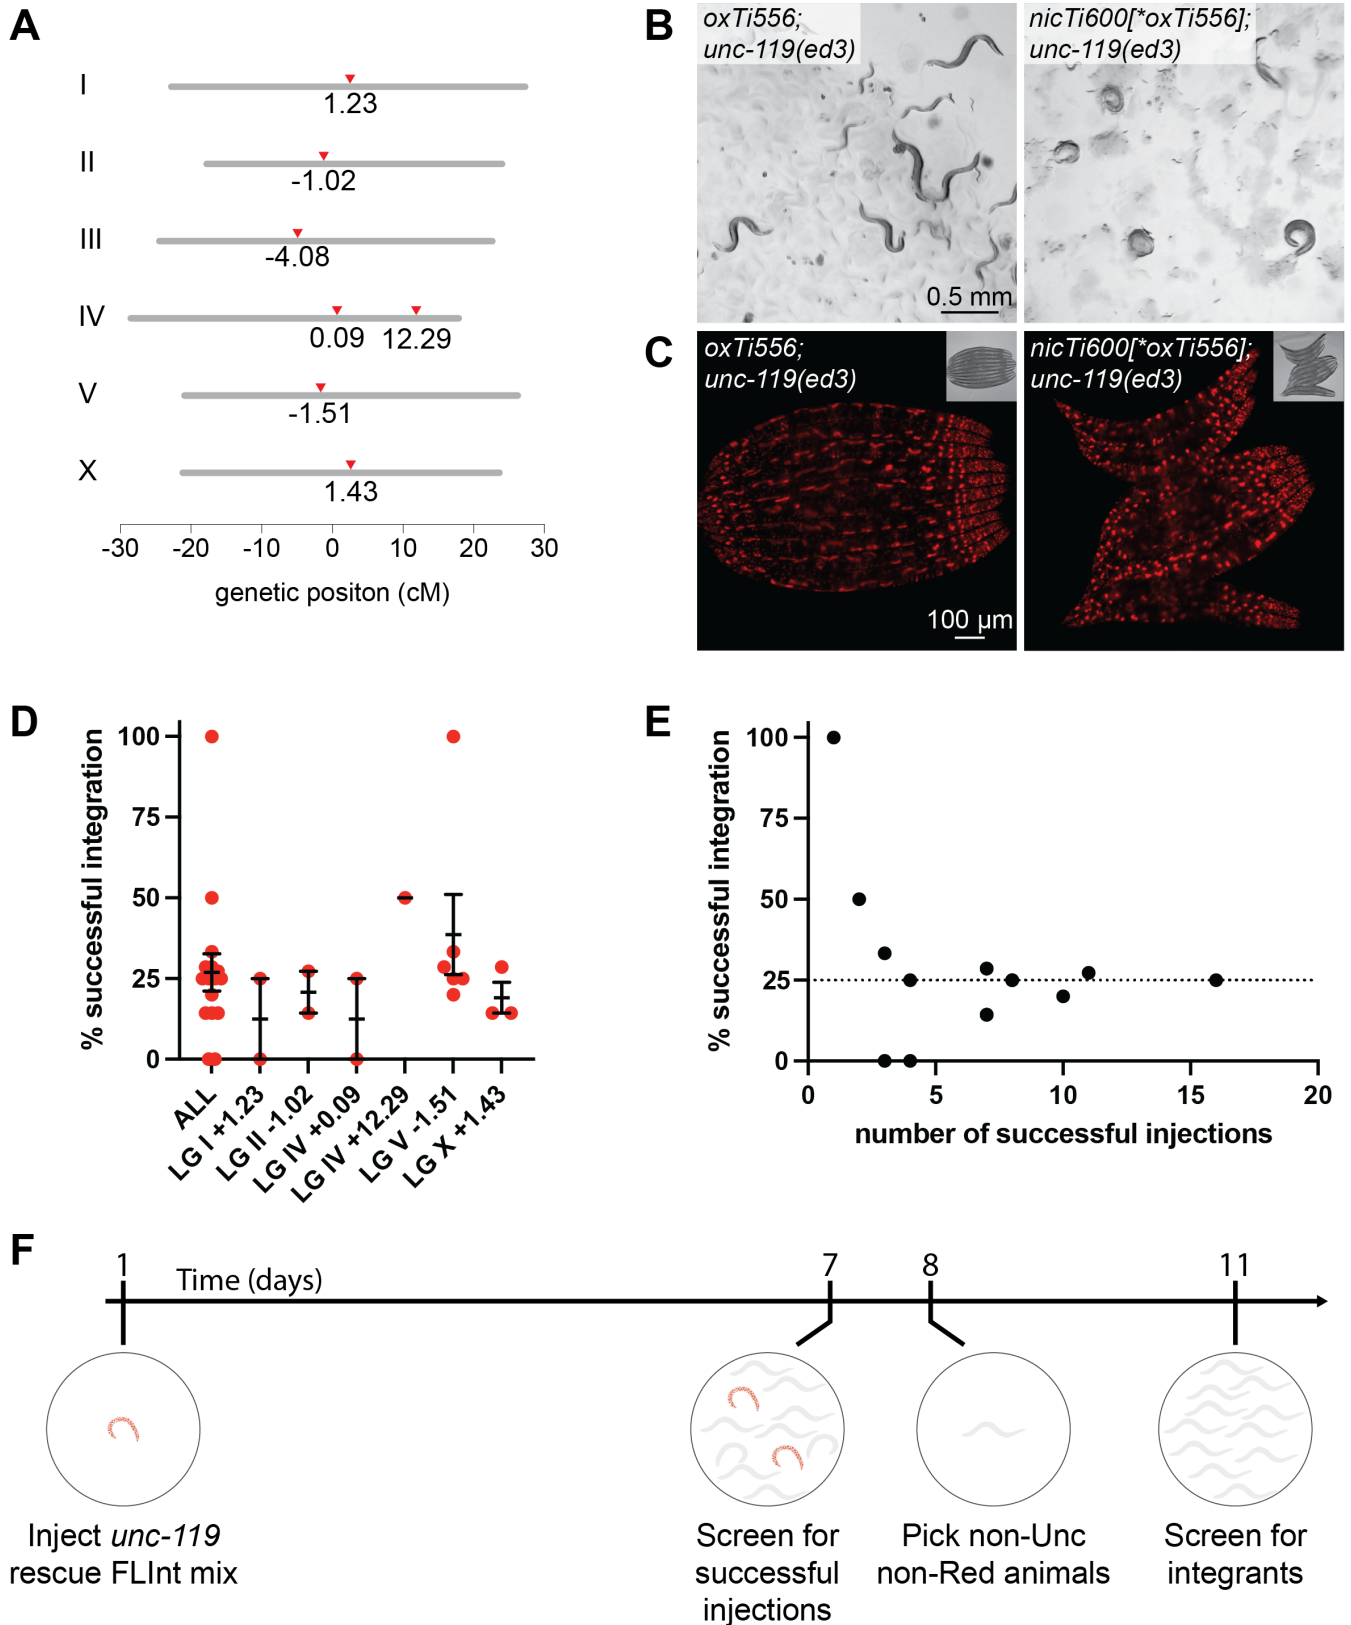 A
I
1.23
II
-1.02
III
-4.08
IV
0.09 12.29
V
-1.51
X
1.43
-30 -20 -10 0 10 20 30
genetic positon (cM)
B
oxTi556;
unc-119(ed3)
0.5 mm
nicTi600[*oxTi556];
unc-119(ed3)
C
oxTi556;
unc-119(ed3)
100 µm
nicTi600[*oxTi556];
unc-119(ed3)
D
% successful integration
100
75
50
25
0
ALL
LG I +1.23
LG II -1.02
LG IV +0.09
LG IV +12.29
LG V -1.51
LG X +1.43
E
% successful integration
100
75
50
25
0
0 5 10 15 20
number of successful injections
F
1 7 8 11
Time (days)
Inject unc-119
rescue FLInt mix
Screen for
successful
injections
Pick non-Unc
non-Red animals
Screen for
integrants